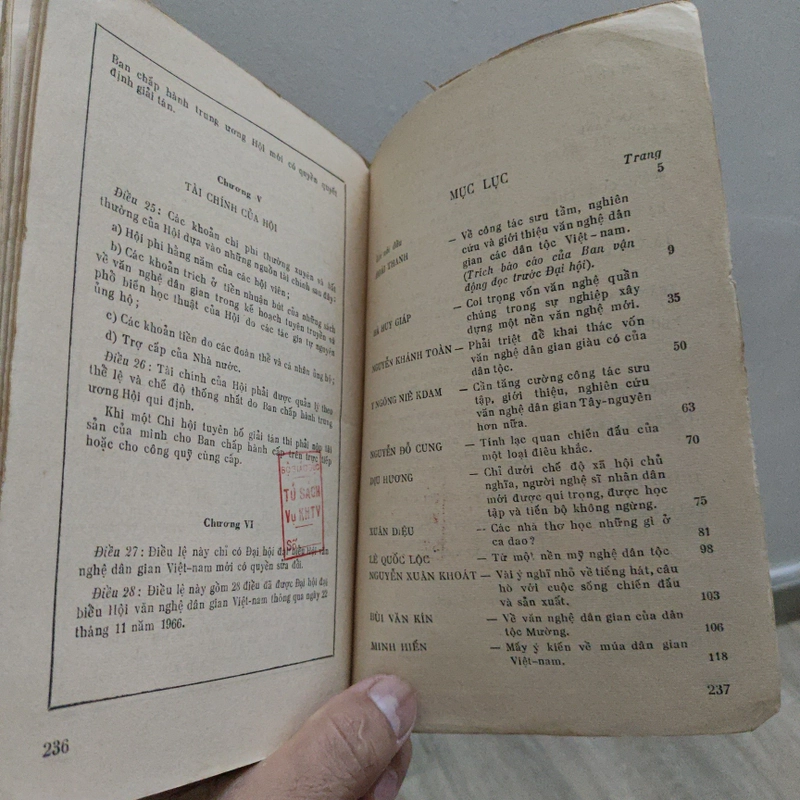 Ban chấp hành trung ương Hội mới có quyền quyết
định giải tán.
Chương V
TÀI CHÍNH CỦA HỘI
Điều 25: Các khoản chi phí thường xuyên và bất
thường của Hội dựa vào những nguồn tài chính sau đây:
a) Hội phí hàng năm của các hội viên;
b) Các khoản trích ở tiền nhuận bút của những sách
về văn nghệ dân gian trong kế hoạch tuyên truyền và
phổ biến học thuật của Hội do các tác giả tự nguyện
ủng hộ;
c) Các khoản tiền do các đoàn thể và cá nhân ủng hộ;
d) Trợ cấp của Nhà nước.
Điều 26: Tài chính của Hội phải được quản lý theo
thể lệ và chế độ thống nhất do Ban chấp hành trung
ương Hội qui định.
Khi một Chi hội tuyên bố giải tán thì phải nộp tài
sản của mình cho Ban chấp hành cấp trên trực tiếp
hoặc cho công quỹ cùng cấp.
TỦ SÁCH
Vụ NHTV
Số
Chương VI
Điều 27: Điều lệ này chỉ có Đại hội đại biểu Hội văn
nghệ dân gian Việt-nam mới có quyền sửa đổi.
Điều 28: Điều lệ này gồm 28 điều đã được Đại hội đại
biểu Hội văn nghệ dân gian Việt-nam thông qua ngày 22
tháng 11 năm 1966.
236
MỤC LỤC
Trang
5
THANH — Về công tác sưu tầm, nghiên
cứu và giới thiệu văn nghệ dân
gian các dân tộc Việt-nam.
(Trích báo cáo của Ban vận
động đọc trước Đại hội). 9
HÀ HUY GIÁP — Coi trọng vốn văn nghệ quần
chúng trong sự nghiệp xây
dựng một nền văn nghệ mới. 35
NGUYỄN KHÁNH TOÀN — Phải triệt để khai thác vốn
văn nghệ dân gian giàu có của
dân tộc. 50
Y NGÔNG NIÊ KDAM — Cần tăng cường công tác sưu
tập, giới thiệu, nghiên cứu
văn nghệ dân gian Tây-nguyên
hơn nữa. 63
NGUYỄN ĐỖ CUNG — Tính lạc quan chiến đấu của
một loại điêu khắc. 70
DỊU HƯƠNG — Chỉ dưới chế độ xã hội chủ
nghĩa, người nghệ sĩ nhân dân
mới được qui trọng, được học
tập và tiến bộ không ngừng. 75
XUÂN DIỆU — Các nhà thơ học những gì ở
ca dao? 81
LÊ QUỐC LỘC — Từ một nền mỹ nghệ dân tộc 98
NGUYỄN XUÂN KHOÁT — Vài ý nghĩ nhỏ về tiếng hát, câu
hò với cuộc sống chiến đấu
và sản xuất. 103
BÙI VĂN KÍN — Về văn nghệ dân gian của dân
tộc Mường. 106
MINH HIẾN — Mấy ý kiến về múa dân gian
Việt-nam. 118
237